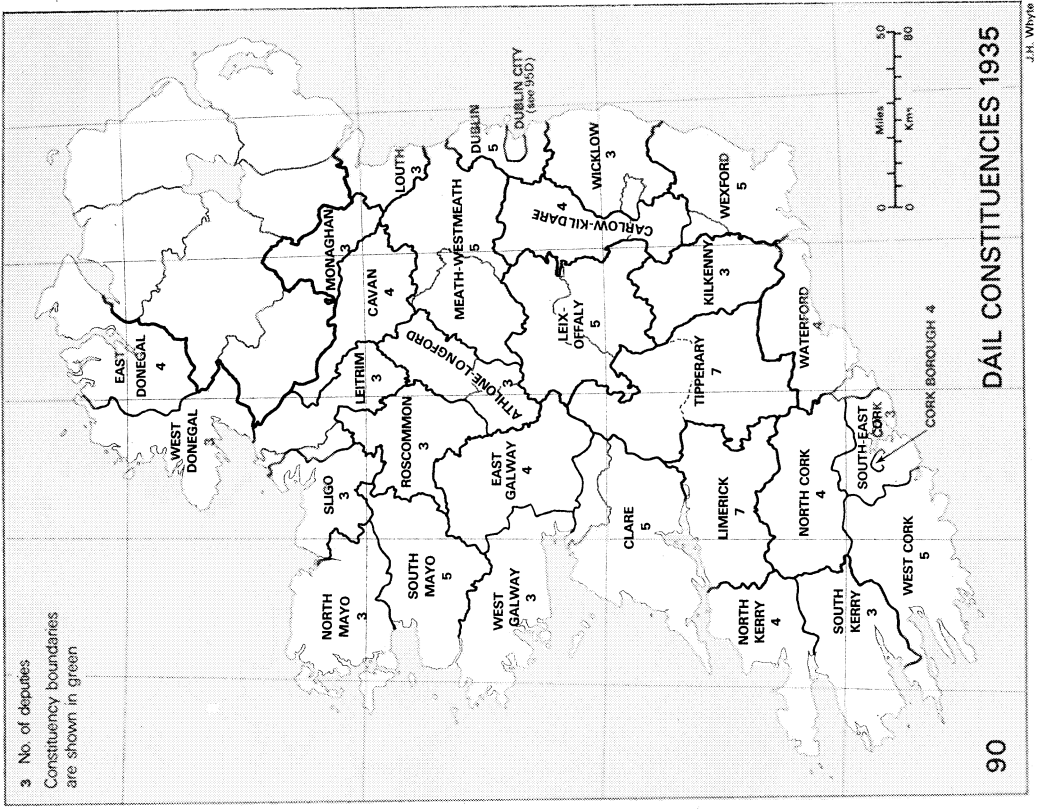 3 No. of deputies
Constituency boundaries
are shown in green
EAST
DONEGAL
4
WEST
DONEGAL
3
MONAGHAN
3
LOUTH
3
CAVAN
4
LEITRIM
3
SLIGO
3
NORTH
MAYO
3
SOUTH
MAYO
5
ROSCOMMON
3
ATHLONE-LONGFORD
3
MEATH-WESTMEATH
5
DUBLIN
5
DUBLIN CITY
(see 95D)
WEST
GALWAY
3
EAST
GALWAY
4
LEIX-
OFFALY
5
CARLOW-KILDARE
4
WICKLOW
3
CLARE
5
TIPPERARY
7
KILKENNY
3
WEXFORD
5
LIMERICK
7
NORTH
KERRY
4
SOUTH
KERRY
3
NORTH CORK
4
WATERFORD
4
SOUTH-EAST
CORK
3
WEST CORK
5
CORK BOROUGH 4
0 Miles 50
0 Kms 80
90
DÁIL CONSTITUENCIES 1935
J.H. Whyte